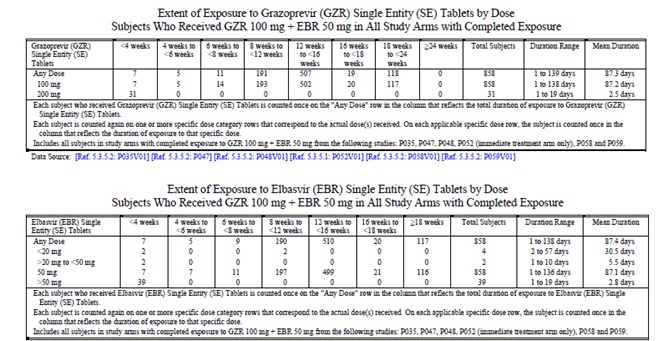 Extent of Exposure to Grazoprevir (GZR) Single Entity (SE) Tablets by Dose
Subjects Who Received GZR 100 mg + EBR 50 mg in All Study Arms with Completed Exposure
Grazoprevir (GZR) Single Entity (SE) Tablets <4 weeks 4 weeks to <6 weeks 6 weeks to <8 weeks 8 weeks to <12 weeks 12 weeks to <16 weeks 16 weeks to <18 weeks 18 weeks to <24 weeks ≥24 weeks Total Subjects Duration Range Mean Duration
Any Dose 7 5 11 191 507 19 118 0 858 1 to 139 days 87.3 days
100 mg 7 5 14 193 502 20 117 0 858 1 to 138 days 87.2 days
200 mg 31 0 0 0 0 0 0 0 31 1 to 19 days 2.5 days
Each subject who received Grazoprevir (GZR) Single Entity (SE) Tablets is counted once on the "Any Dose" row in the column that reflects the total duration of exposure to Grazoprevir (GZR)
Single Entity (SE) Tablets.
Each subject is counted again on one or more specific dose category rows that correspond to the actual dose(s) received. On each applicable specific dose row, the subject is counted once in the
column that reflects the duration of exposure to that specific dose.
Includes all subjects in study arms with completed exposure to GZR 100 mg + EBR 50 mg from the following studies: P035, P047, P048, P052 (immediate treatment arm only), P058 and P059.
Data Source: [Ref. 5.3.5.2: P035V01] [Ref. 5.3.5.2: P047] [Ref. 5.3.5.2: P048V01] [Ref. 5.3.5.1: P052V01] [Ref. 5.3.5.2: P058V01] [Ref. 5.3.5.2: P059V01]
Extent of Exposure to Elbasvir (EBR) Single Entity (SE) Tablets by Dose
Subjects Who Received GZR 100 mg + EBR 50 mg in All Study Arms with Completed Exposure
Elbasvir (EBR) Single Entity (SE) Tablets <4 weeks 4 weeks to <6 weeks 6 weeks to <8 weeks 8 weeks to <12 weeks 12 weeks to <16 weeks 16 weeks to <18 weeks ≥18 weeks Total Subjects Duration Range Mean Duration
Any Dose 7 5 9 190 510 20 117 858 1 to 138 days 87.4 days
<20 mg 2 0 0 2 0 0 0 4 2 to 57 days 30.5 days
>20 mg to <50 mg 2 0 0 0 0 0 0 2 1 to 10 days 5.5 days
50 mg 7 7 11 197 499 21 116 858 1 to 136 days 87.1 days
>50 mg 39 0 0 0 0 0 0 39 1 to 19 days 2.8 days
Each subject who received Elbasvir (EBR) Single Entity (SE) Tablets is counted once on the "Any Dose" row in the column that reflects the total duration of exposure to Elbasvir (EBR) Single
Entity (SE) Tablets.
Each subject is counted again on one or more specific dose category rows that correspond to the actual dose(s) received. On each applicable specific dose row, the subject is counted once in the
column that reflects the duration of exposure to that specific dose.
Includes all subjects in study arms with completed exposure to GZR 100 mg + EBR 50 mg from the following studies: P035, P047, P048, P052 (immediate treatment arm only), P058 and P059.